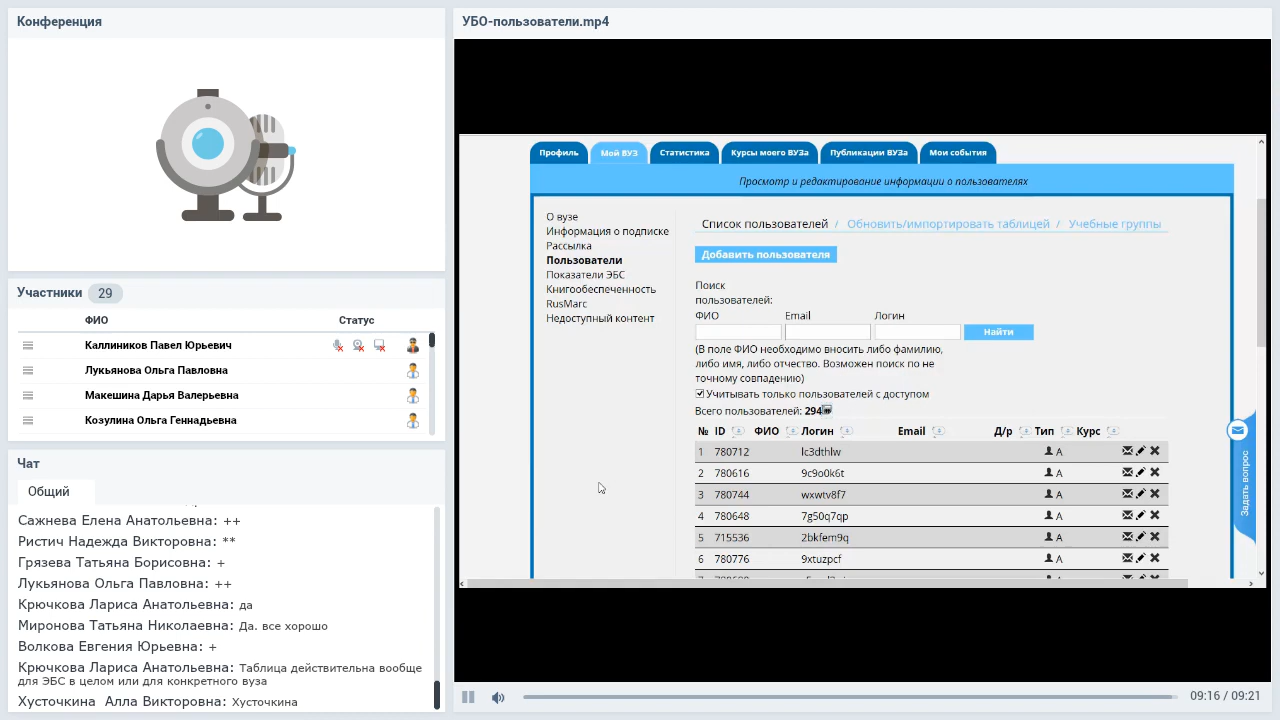 Конференция
УБО-пользователи.mp4
Участники 29
ФИО Статус
Каллиников Павел Юрьевич
Лукьянова Ольга Павловна
Макешина Дарья Валерьевна
Козулина Ольга Геннадьевна
Чат
Общий
Сажнева Елена Анатольевна: ++
Ристич Надежда Викторовна: **
Грязева Татьяна Борисовна: +
Лукьянова Ольга Павловна: ++
Крючкова Лариса Анатольевна: да
Миронова Татьяна Николаевна: Да. все хорошо
Волкова Евгения Юрьевна: +
Крючкова Лариса Анатольевна: Таблица действительна вообще
для ЭБС в целом или для конкретного вуза
Хусточкина Алла Викторовна: Хусточкина
Профиль Мой ВУЗ Статистика Курсы моего ВУЗа Публикации ВУЗа Мои события
Просмотр и редактирование информации о пользователях
О вузе
Информация о подписке
Рассылка
Пользователи
Показатели ЭБС
Книгообеспеченность
RusMarc
Недоступный контент
Список пользователей / Обновить/импортировать таблицей / Учебные группы
Добавить пользователя
Поиск
пользователей:
ФИО Email Логин
Найти
(В поле ФИО необходимо вносить либо фамилию,
либо имя, либо отчество. Возможен поиск по не
точному совпадению)
Учитывать только пользователей с доступом
Всего пользователей: 294
№ ID ФИО Логин Email Д/р Тип Курс
1 780712 lc3dthlw А
2 780616 9c9o0k6t А
3 780744 wxwtv8f7 А
4 780648 7g50q7qp А
5 715536 2bkfem9q А
6 780776 9xtuzpcf А
Задать вопрос
09:16 / 09:21